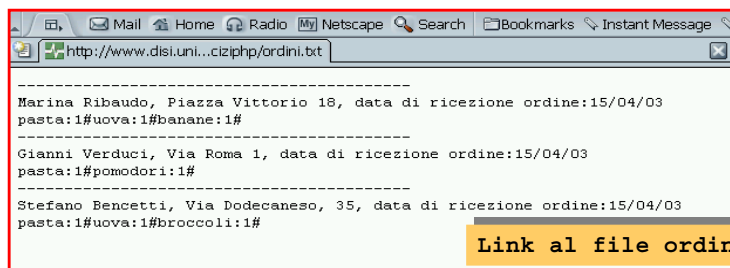 Mail Home Radio My Netscape Search Bookmarks Instant Message
http://www.disi.uni...ciziphp/ordini.txt
------------------------------------------
Marina Ribaudo, Piazza Vittorio 18, data di ricezione ordine:15/04/03
pasta:1#uova:1#banane:1#
------------------------------------------
Gianni Verduci, Via Roma 1, data di ricezione ordine:15/04/03
pasta:1#pomodori:1#
------------------------------------------
Stefano Bencetti, Via Dodecaneso, 35, data di ricezione ordine:15/04/03
pasta:1#uova:1#broccoli:1#
Link al file ordin